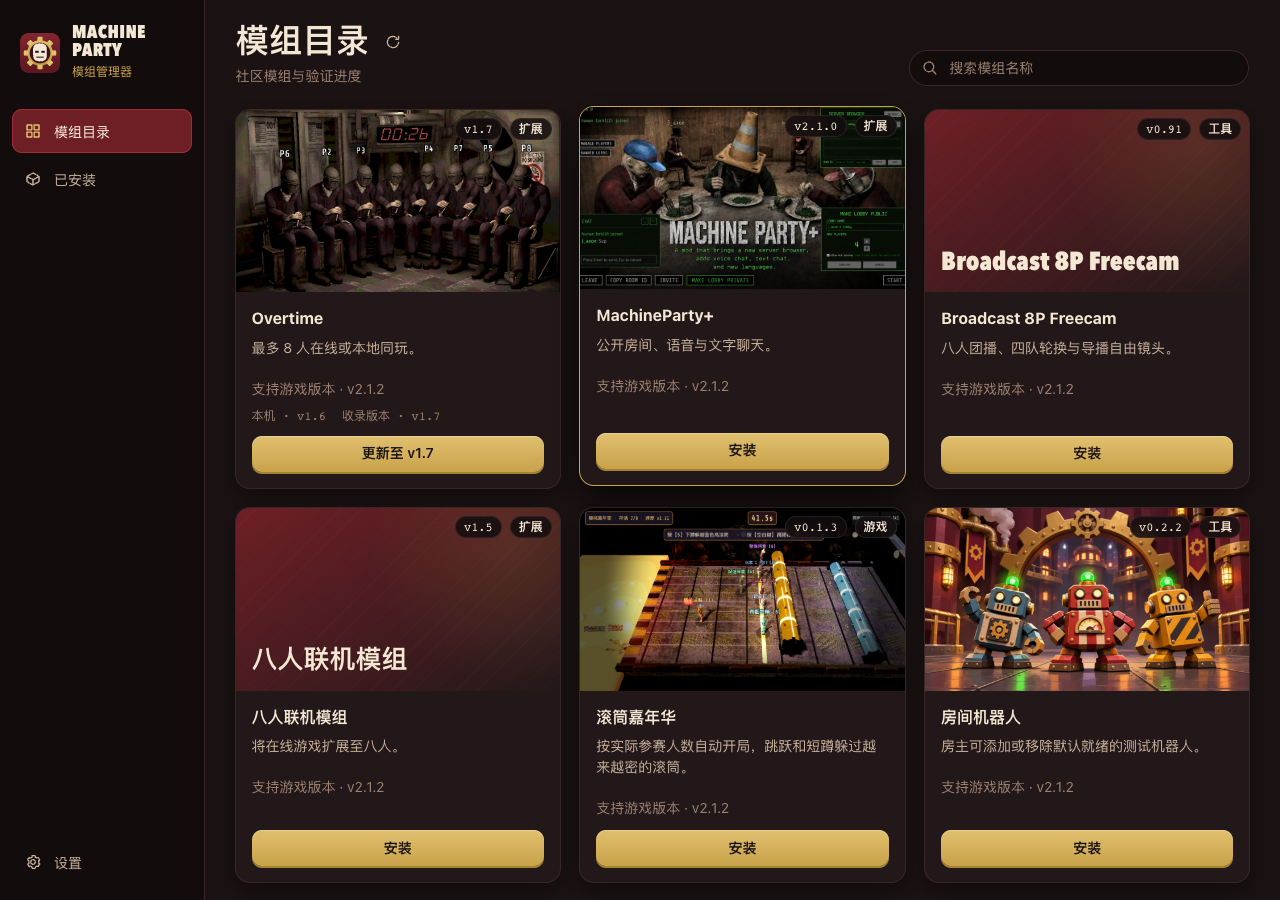 MACHINE
PARTY
模组管理器
模组目录
已安装
设置
模组目录
社区模组与验证进度
搜索模组名称
00:26
v1.7
扩展
P6
P2
P3
P4
P7
P5
P8
Overtime
最多 8 人在线或本地同玩。
支持游戏版本 · v2.1.2
本机 · v1.6 收录版本 · v1.7
更新至 v1.7
v2.1.0
扩展
MACHINE PARTY+
A mod that brings a new server browser,
adds voice chat, text chat,
and new languages.
MAKE LOBBY PUBLIC
LEAVE
COPY ROOM ID
INVITE
MAKE LOBBY PRIVATE
START
MachineParty+
公开房间、语音与文字聊天。
支持游戏版本 · v2.1.2
安装
v0.91
工具
Broadcast 8P Freecam
Broadcast 8P Freecam
八人团播、四队轮换与导播自由镜头。
支持游戏版本 · v2.1.2
安装
v1.5
扩展
八人联机模组
八人联机模组
将在线游戏扩展至八人。
支持游戏版本 · v2.1.2
安装
41.5s
v0.1.3
游戏
滚筒嘉年华
按实际参赛人数自动开局，跳跃和短蹲躲过越
来越密的滚筒。
支持游戏版本 · v2.1.2
安装
v0.2.2
工具
房间机器人
房主可添加或移除默认就绪的测试机器人。
支持游戏版本 · v2.1.2
安装